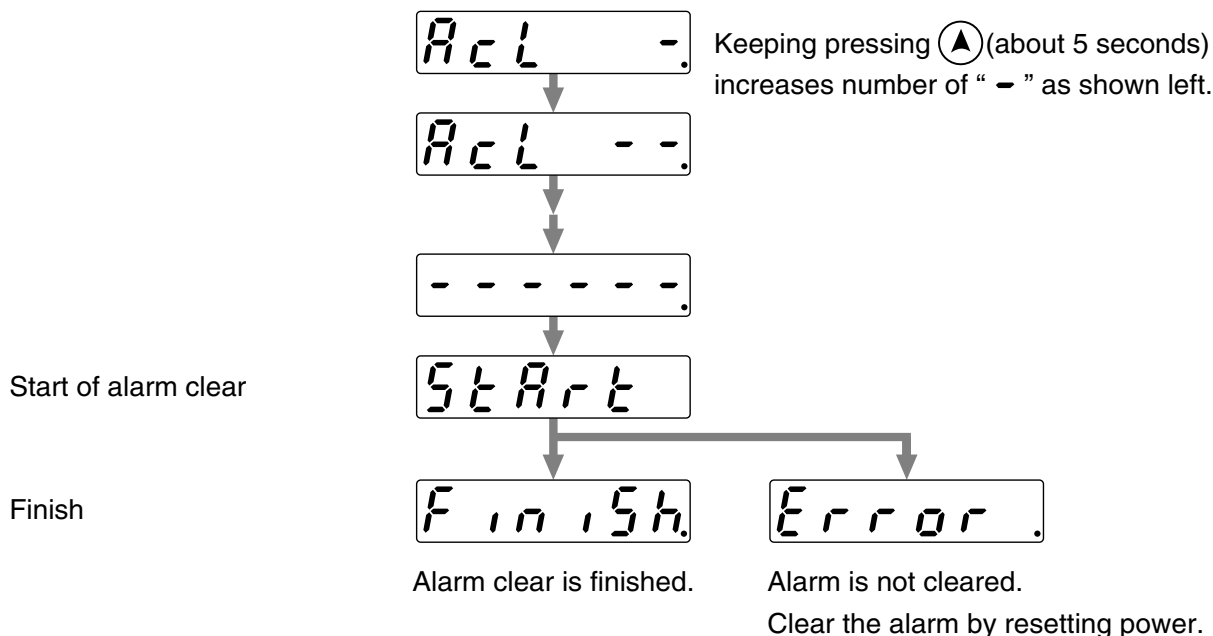 AcL -.
Keeping pressing (about 5 seconds)
increases number of “ - ” as shown left.
AcL --.
- - - - - -.
Start of alarm clear
StArt
Finish
FiniSh.
Error .
Alarm clear is finished.
Alarm is not cleared.
Clear the alarm by resetting power.